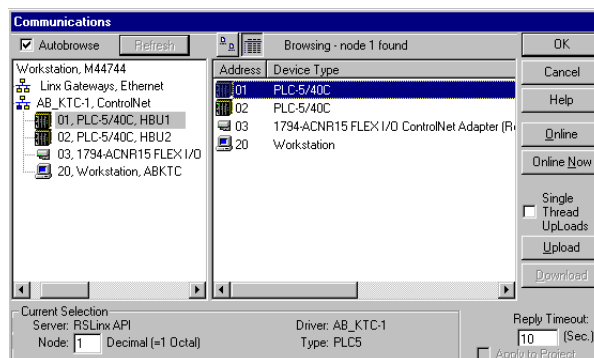 Communications
Autobrowse Refresh Browsing - node 1 found OK
Workstation, M44744
Linx Gateways, Ethernet
AB_KTC-1, ControlNet
01, PLC-5/40C, HBU1
02, PLC-5/40C, HBU2
03, 1794-ACNR15 FLEX I/O
20, Workstation, ABKTC
Address Device Type
01 PLC-5/40C
02 PLC-5/40C
03 1794-ACNR15 FLEX I/O ControlNet Adapter (R
20 Workstation
Cancel
Help
Online
Online Now
Single
Thread
UpLoads
Upload
Download
Current Selection
Server: RSLinx API Driver: AB_KTC-1
Node: 1 Decimal (=1 Octal) Type: PLC5
Reply Timeout:
10 (Sec.)
Apply to Project